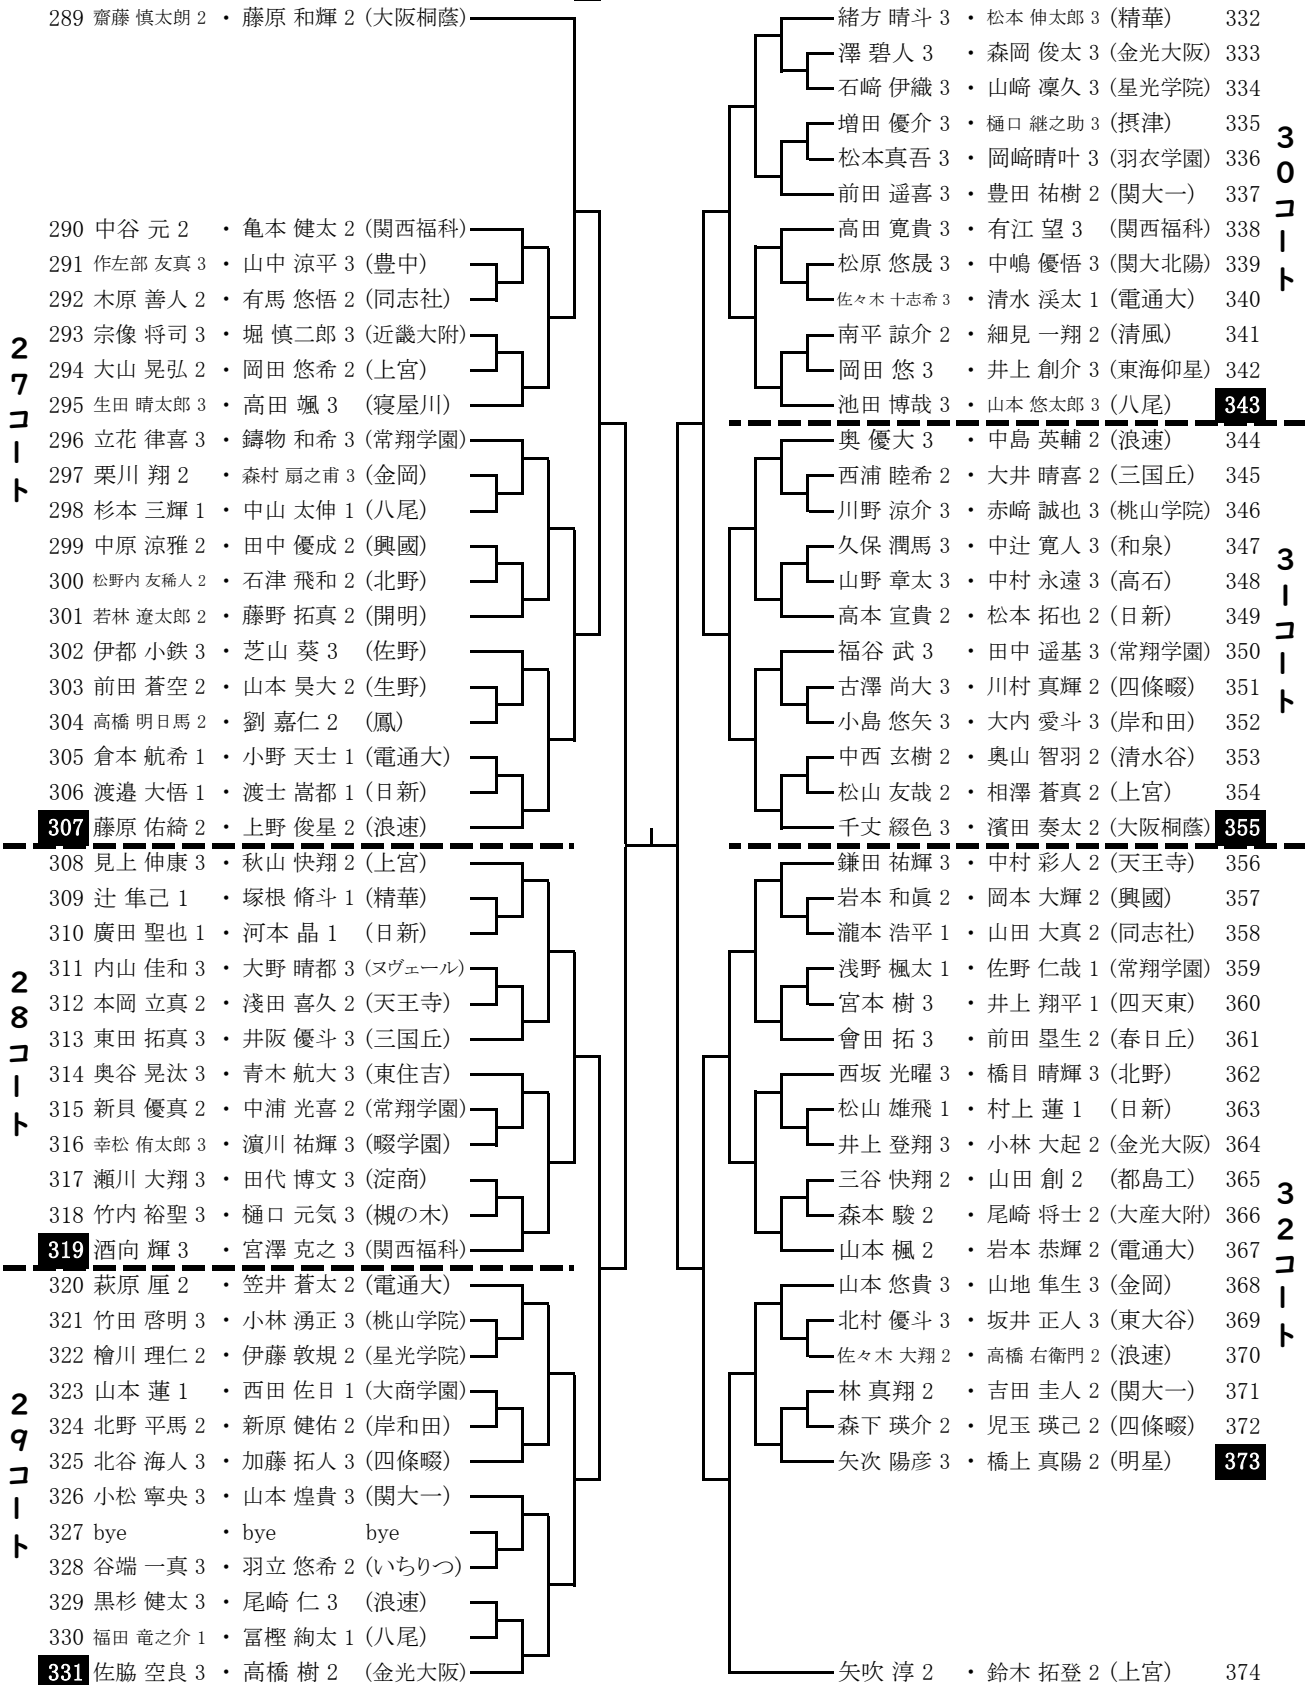 289 齋藤 慎太朗 2 ・ 藤原 和輝 2 (大阪桐蔭)
27コート
290 中谷 元 2 ・ 亀本 健太 2 (関西福科)
291 作左部 友真 3 ・ 山中 涼平 3 (豊中)
292 木原 善人 2 ・ 有馬 悠悟 2 (同志社)
293 宗像 将司 3 ・ 堀 慎二郎 3 (近畿大附)
294 大山 晃弘 2 ・ 岡田 悠希 2 (上宮)
295 生田 晴太郎 3 ・ 高田 颯 3 (寝屋川)
296 立花 律喜 3 ・ 鑄物 和希 3 (常翔学園)
297 栗川 翔 2 ・ 森村 扇之甫 3 (金岡)
298 杉本 三輝 1 ・ 中山 太伸 1 (八尾)
299 中原 涼雅 2 ・ 田中 優成 2 (興國)
300 松野内 友稀人 2 ・ 石津 飛和 2 (北野)
301 若林 遼太郎 2 ・ 藤野 拓真 2 (開明)
302 伊都 小鉄 3 ・ 芝山 葵 3 (佐野)
303 前田 蒼空 2 ・ 山本 昊大 2 (生野)
304 高橋 明日馬 2 ・ 劉 嘉仁 2 (鳳)
305 倉本 航希 1 ・ 小野 天士 1 (電通大)
306 渡邉 大悟 1 ・ 渡士 嵩都 1 (日新)
307 藤原 佑綺 2 ・ 上野 俊星 2 (浪速)
28コート
308 見上 伸康 3 ・ 秋山 快翔 2 (上宮)
309 辻 隼己 1 ・ 塚根 脩斗 1 (精華)
310 廣田 聖也 1 ・ 河本 晶 1 (日新)
311 内山 佳和 3 ・ 大野 晴都 3 (ヌヴェール)
312 本岡 立真 2 ・ 淺田 喜久 2 (天王寺)
313 東田 拓真 3 ・ 井阪 優斗 3 (三国丘)
314 奥谷 晃汰 3 ・ 青木 航大 3 (東住吉)
315 新貝 優真 2 ・ 中浦 光喜 2 (常翔学園)
316 幸松 侑太郎 3 ・ 濵川 祐輝 3 (畷学園)
317 瀬川 大翔 3 ・ 田代 博文 3 (淀商)
318 竹内 裕聖 3 ・ 樋口 元気 3 (槻の木)
319 酒向 輝 3 ・ 宮澤 克之 3 (関西福科)
29コート
320 萩原 厘 2 ・ 笠井 蒼太 2 (電通大)
321 竹田 啓明 3 ・ 小林 湧正 3 (桃山学院)
322 檜川 理仁 2 ・ 伊藤 敦規 2 (星光学院)
323 山本 蓮 1 ・ 西田 佐日 1 (大商学園)
324 北野 平馬 2 ・ 新原 健佑 2 (岸和田)
325 北谷 海人 3 ・ 加藤 拓人 3 (四條畷)
326 小松 寧央 3 ・ 山本 煌貴 3 (関大一)
327 bye ・ bye bye
328 谷端 一真 3 ・ 羽立 悠希 2 (いちりつ)
329 黒杉 健太 3 ・ 尾崎 仁 3 (浪速)
330 福田 竜之介 1 ・ 冨樫 絢太 1 (八尾)
331 佐脇 空良 3 ・ 高橋 樹 2 (金光大阪)
緒方 晴斗 3 ・ 松本 伸太郎 3 (精華) 332
澤 碧人 3 ・ 森岡 俊太 3 (金光大阪) 333
石﨑 伊織 3 ・ 山﨑 凜久 3 (星光学院) 334
増田 優介 3 ・ 樋口 継之助 3 (摂津) 335
松本真吾 3 ・ 岡﨑晴叶 3 (羽衣学園) 336
前田 遥喜 3 ・ 豊田 祐樹 2 (関大一) 337
高田 寛貴 3 ・ 有江 望 3 (関西福科) 338
松原 悠晟 3 ・ 中嶋 優悟 3 (関大北陽) 339
佐々木 十志希 3 ・ 清水 渓太 1 (電通大) 340
南平 諒介 2 ・ 細見 一翔 2 (清風) 341
岡田 悠 3 ・ 井上 創介 3 (東海仰星) 342
池田 博哉 3 ・ 山本 悠太郎 3 (八尾) 343
30コート
奥 優大 3 ・ 中島 英輔 2 (浪速) 344
西浦 睦希 2 ・ 大井 晴喜 2 (三国丘) 345
川野 涼介 3 ・ 赤﨑 誠也 3 (桃山学院) 346
久保 潤馬 3 ・ 中辻 寛人 3 (和泉) 347
山野 章太 3 ・ 中村 永遠 3 (高石) 348
高本 宣貴 2 ・ 松本 拓也 2 (日新) 349
福谷 武 3 ・ 田中 遥基 3 (常翔学園) 350
古澤 尚大 3 ・ 川村 真輝 2 (四條畷) 351
小島 悠矢 3 ・ 大内 愛斗 3 (岸和田) 352
中西 玄樹 2 ・ 奧山 智羽 2 (清水谷) 353
松山 友哉 2 ・ 相澤 蒼真 2 (上宮) 354
千丈 綴色 3 ・ 濱田 奏太 2 (大阪桐蔭) 355
31コート
鎌田 祐輝 3 ・ 中村 彩人 2 (天王寺) 356
岩本 和眞 2 ・ 岡本 大輝 2 (興國) 357
瀧本 浩平 1 ・ 山田 大真 2 (同志社) 358
浅野 楓太 1 ・ 佐野 仁哉 1 (常翔学園) 359
宮本 樹 3 ・ 井上 翔平 1 (四天東) 360
會田 拓 3 ・ 前田 塁生 2 (春日丘) 361
西坂 光曜 3 ・ 橋目 晴輝 3 (北野) 362
松山 雄飛 1 ・ 村上 蓮 1 (日新) 363
井上 登翔 3 ・ 小林 大起 2 (金光大阪) 364
三谷 快翔 2 ・ 山田 創 2 (都島工) 365
森本 駿 2 ・ 尾崎 将士 2 (大産大附) 366
山本 楓 2 ・ 岩本 恭輝 2 (電通大) 367
山本 悠貴 3 ・ 山地 隼生 3 (金岡) 368
北村 優斗 3 ・ 坂井 正人 3 (東大谷) 369
佐々木 大翔 2 ・ 高橋 右衛門 2 (浪速) 370
林 真翔 2 ・ 吉田 圭人 2 (関大一) 371
森下 瑛介 2 ・ 児玉 瑛己 2 (四條畷) 372
矢次 陽彦 3 ・ 橋上 真陽 2 (明星) 373
32コート
矢吹 淳 2 ・ 鈴木 拓登 2 (上宮) 374